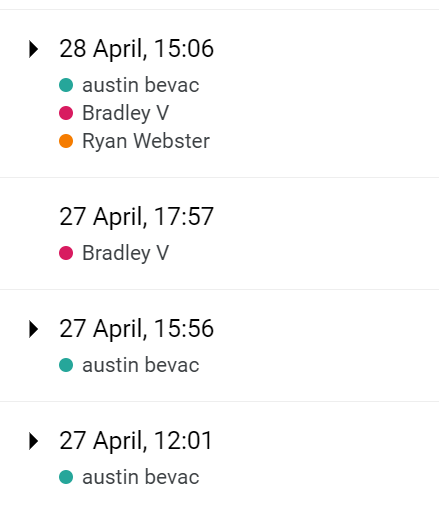 28 April, 15:06
austin bevac
Bradley V
Ryan Webster
27 April, 17:57
Bradley V
27 April, 15:56
austin bevac
27 April, 12:01
austin bevac